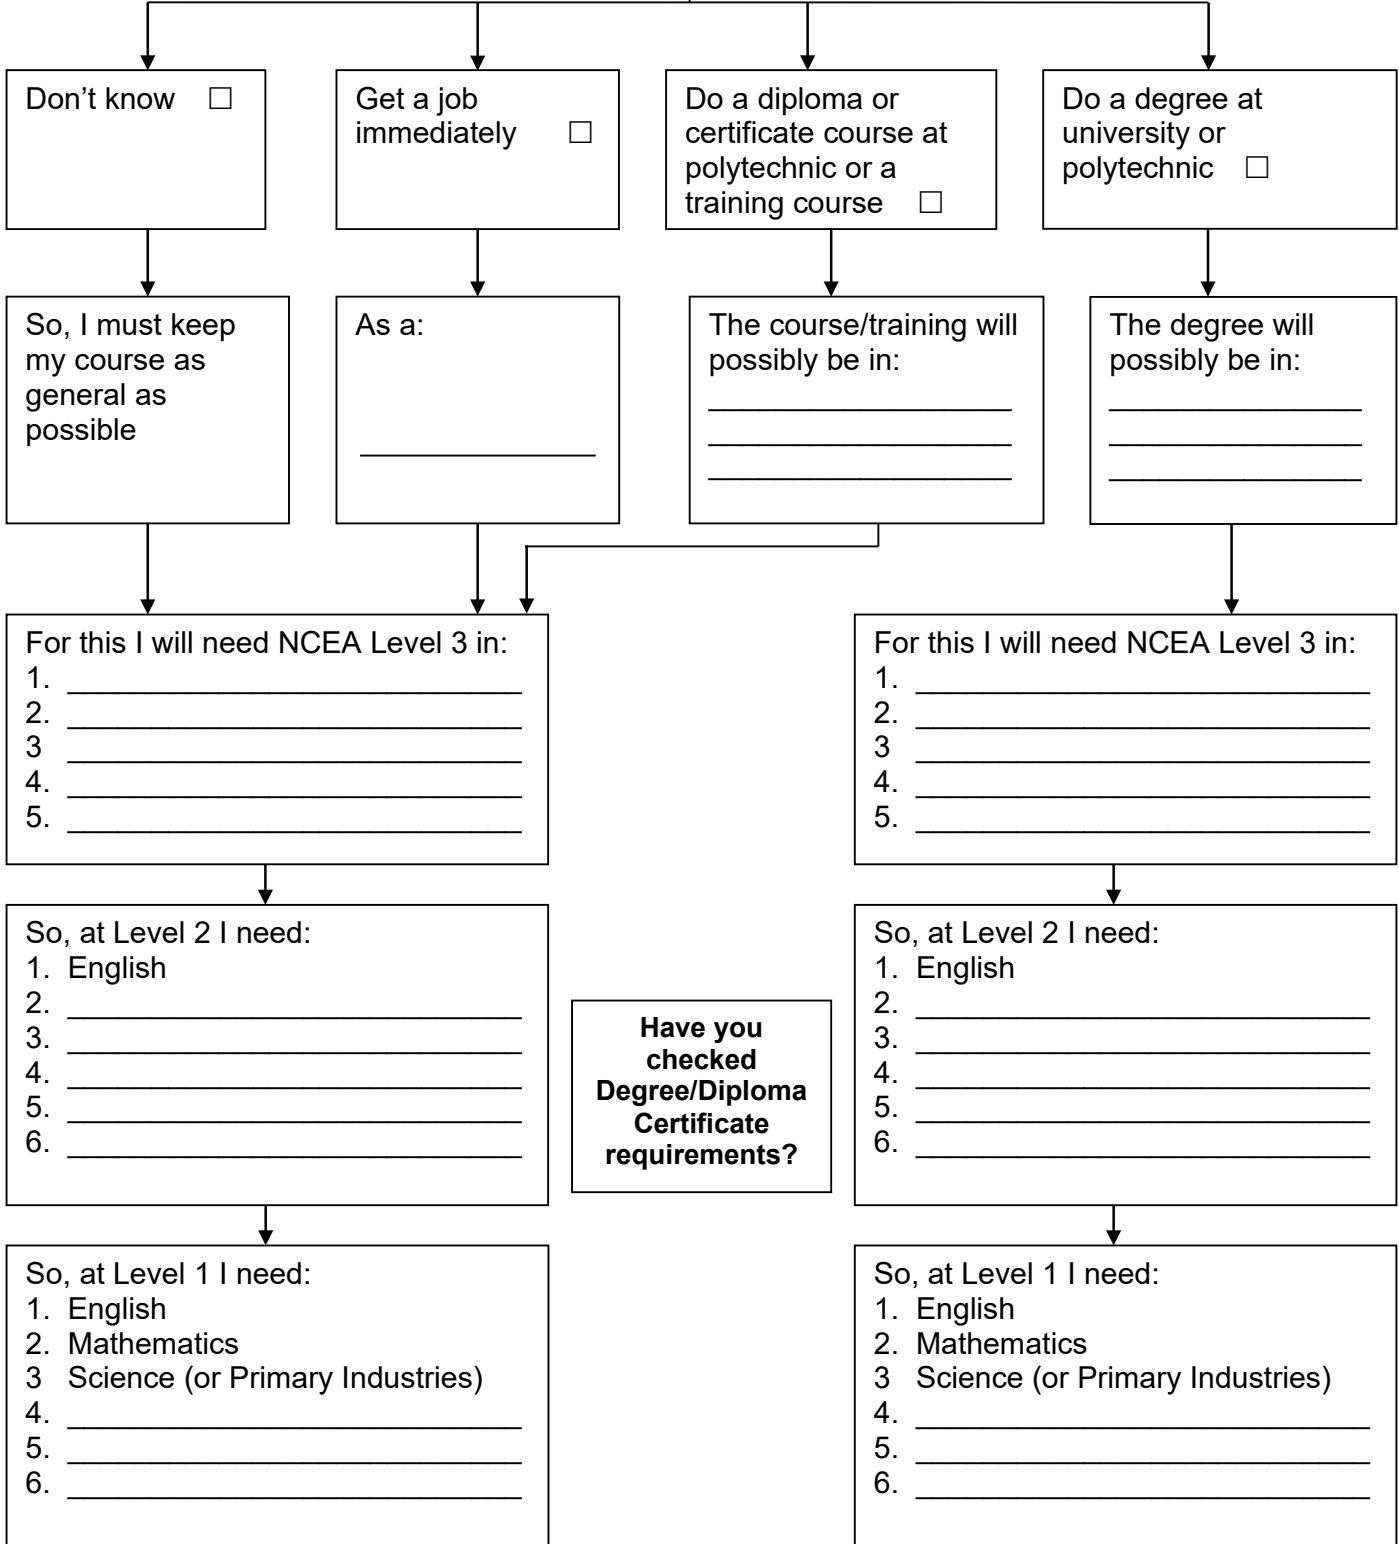 Don't know ☐
Get a job
immediately ☐
Do a diploma or
certificate course at
polytechnic or a
training course ☐
Do a degree at
university or
polytechnic ☐
So, I must keep
my course as
general as
possible
As a:
The course/training will
possibly be in:
The degree will
possibly be in:
For this I will need NCEA Level 3 in:
1.
2.
3
4.
5.
For this I will need NCEA Level 3 in:
1.
2.
3
4.
5.
So, at Level 2 I need:
1. English
2.
3.
4.
5.
6.
Have you
checked
Degree/Diploma
Certificate
requirements?
So, at Level 2 I need:
1. English
2.
3.
4.
5.
6.
So, at Level 1 I need:
1. English
2. Mathematics
3 Science (or Primary Industries)
4.
5.
6.
So, at Level 1 I need:
1. English
2. Mathematics
3 Science (or Primary Industries)
4.
5.
6.